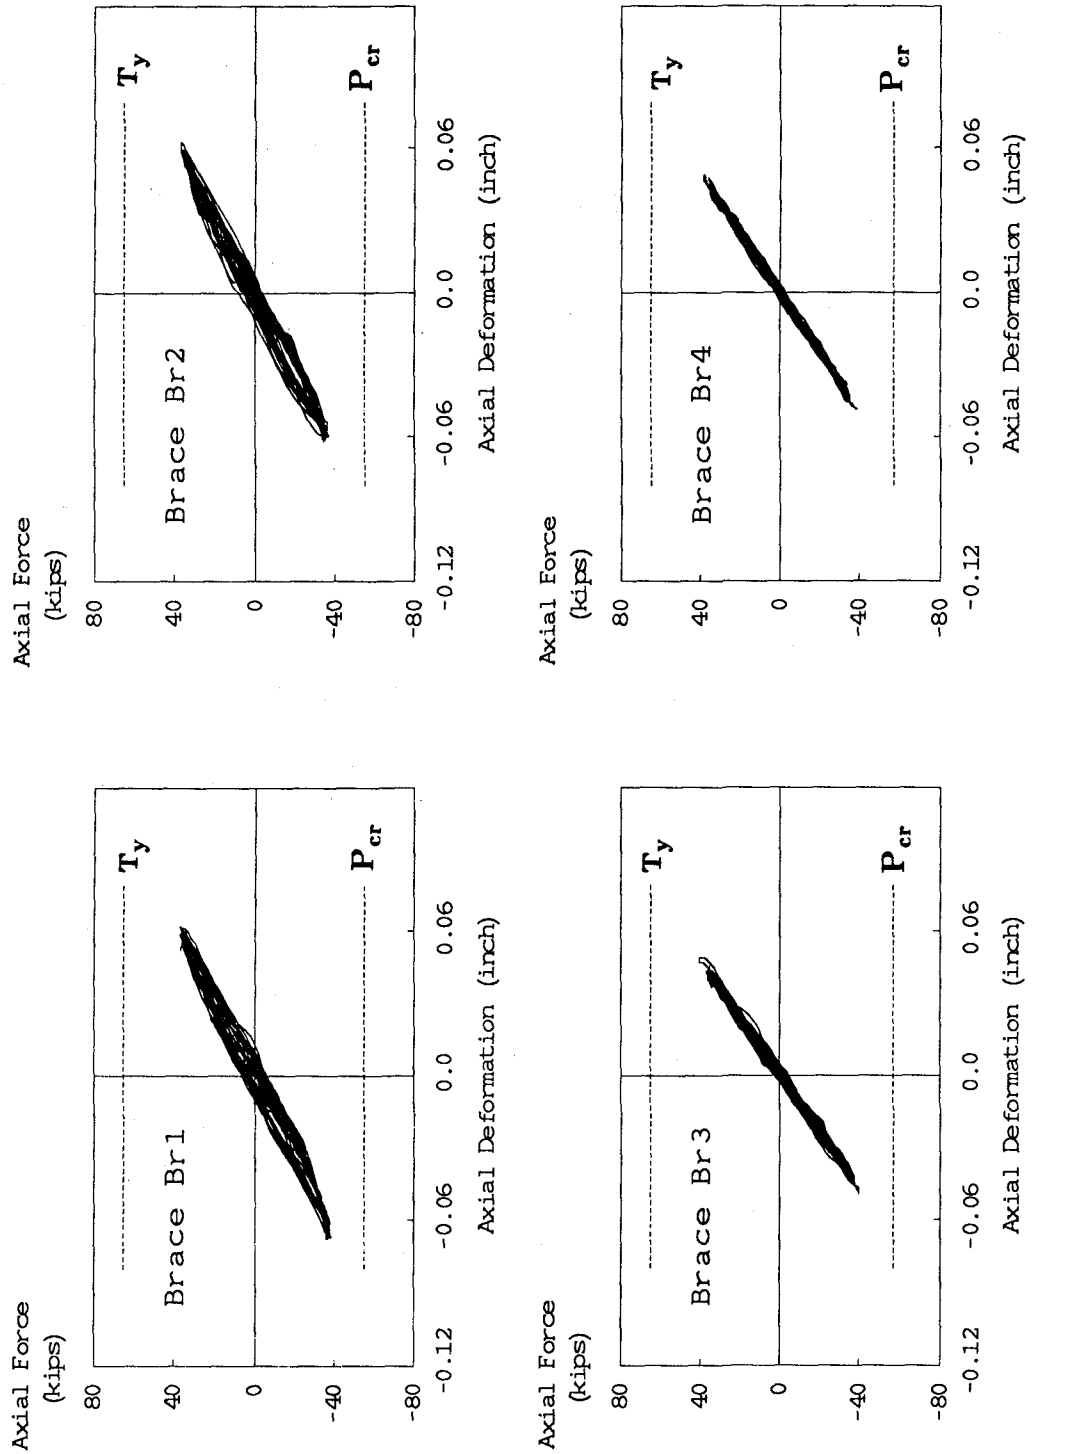 Axial Force
(kips)
80
40
0
-40
-80
-0.12
-0.06
0.0
0.06
Axial Deformation (inch)
Brace Br1
Ty
Pcr
Axial Force
(kips)
80
40
0
-40
-80
-0.12
-0.06
0.0
0.06
Axial Deformation (inch)
Brace Br2
Ty
Pcr
Axial Force
(kips)
80
40
0
-40
-80
-0.12
-0.06
0.0
0.06
Axial Deformation (inch)
Brace Br3
Ty
Pcr
Axial Force
(kips)
80
40
0
-40
-80
-0.12
-0.06
0.0
0.06
Axial Deformation (inch)
Brace Br4
Ty
Pcr